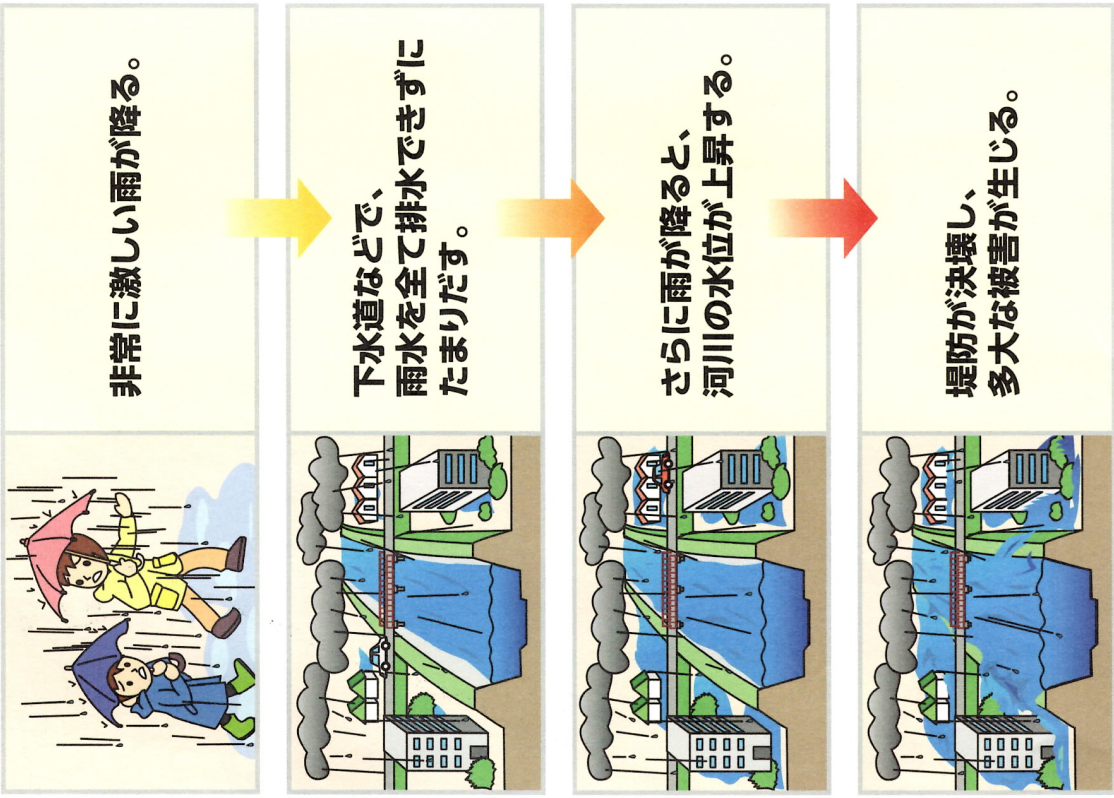 非常に激しい雨が降る。
下水道などで、
雨水を全て排水できずに
たまりだす。
さらに雨が降ると、
河川の水位が上昇する。
堤防が決壊し、
多大な被害が生じる。